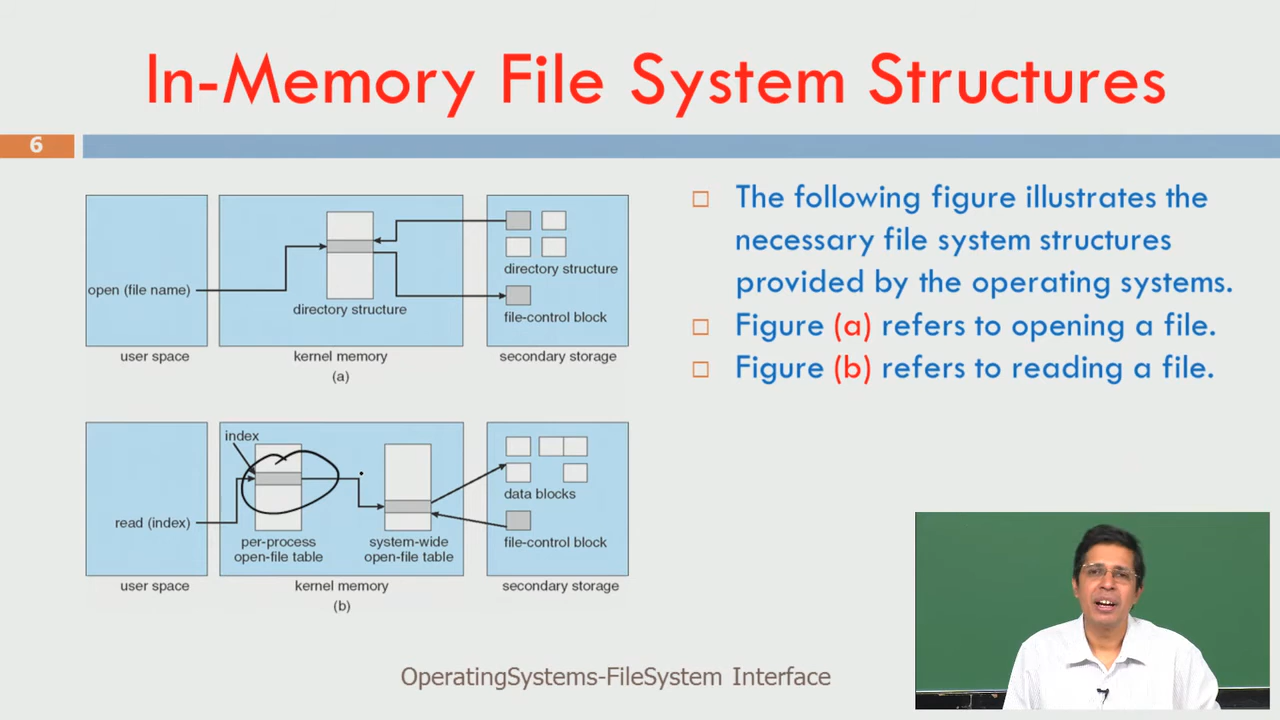 In-Memory File System Structures
6
open (file name)
directory structure
directory structure
file-control block
user space
kernel memory
secondary storage
(a)
index
read (index)
per-process
open-file table
system-wide
open-file table
data blocks
file-control block
user space
kernel memory
secondary storage
(b)
The following figure illustrates the
necessary file system structures
provided by the operating systems.
Figure (a) refers to opening a file.
Figure (b) refers to reading a file.
OperatingSystems-FileSystem Interface